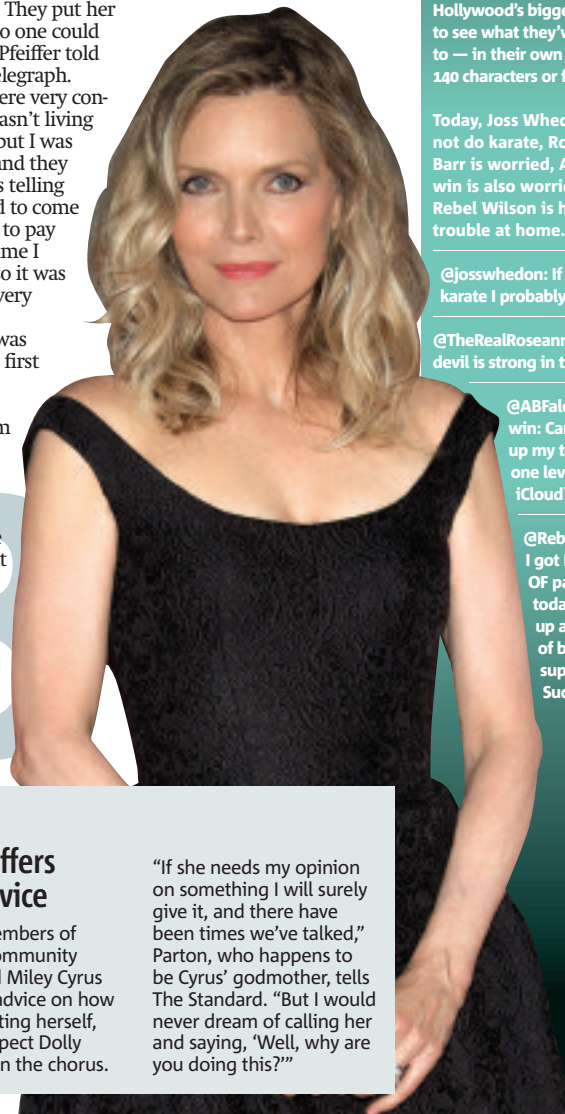 They put her
o one could
Pfeiffer told
elegraph.
ere very con-
asn't living
but I was
nd they
s telling
d to come
to pay
me I
o it was
very
was
first
m
t
Hollywood's bigge
to see what they'v
to — in their own
140 characters or f
Today, Joss Whed
not do karate, Ro
Barr is worried, A
win is also worrie
Rebel Wilson is h
trouble at home.
@josswhedon: If
karate I probably
@TheRealRoseann
devil is strong in t
@ABFalc
win: Can
up my t
one lev
iCloud
@Reb
I got
OF pa
toda
up a
of b
sup
Suc
ffers
vice
embers of
ommunity
l Miley Cyrus
advice on how
ting herself,
pect Dolly
n the chorus.
“If she needs my opinion
on something I will surely
give it, and there have
been times we've talked,”
Parton, who happens to
be Cyrus' godmother, tells
The Standard. “But I would
never dream of calling her
and saying, ‘Well, why are
you doing this?’”